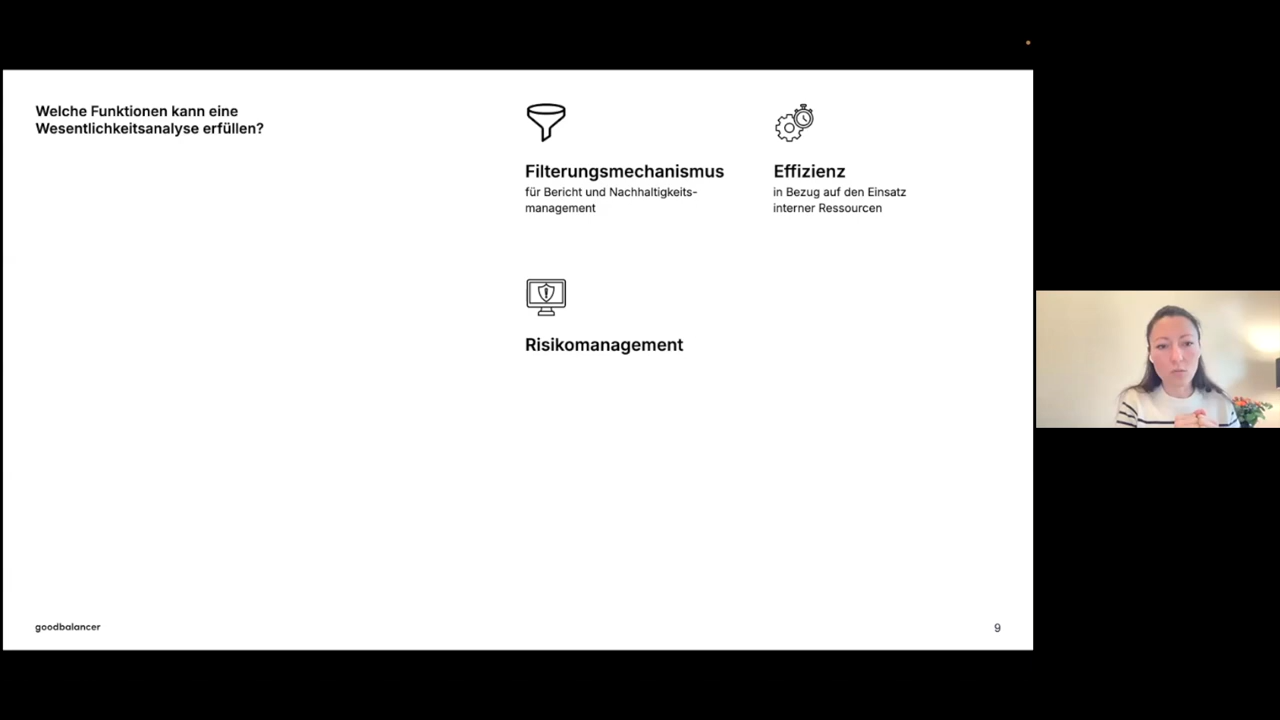 Welche Funktionen kann eine
Wesentlichkeitsanalyse erfüllen?
Filterungsmechanismus
für Bericht und Nachhaltigkeits-
management
Effizienz
in Bezug auf den Einsatz
interner Ressourcen
Risikomanagement
goodbalancer
9